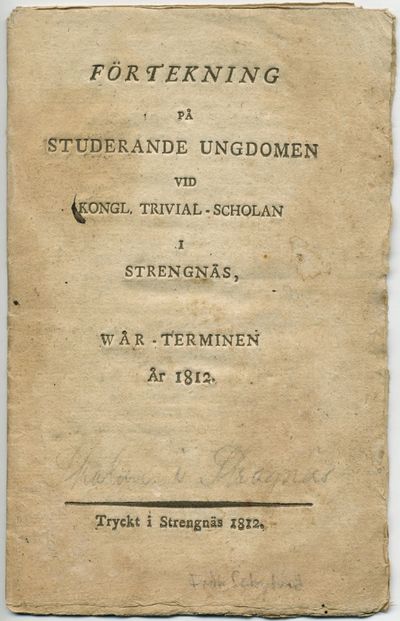 FÖRTEKNING
PÅ
STUDERANDE UNGDOMEN
VID
KONGL. TRIVIAL-SCHOLAN
I
STRENGNÄS,
WÅR-TERMINEN
År 1812.
i
Tryckt i Strengnäs 1812.